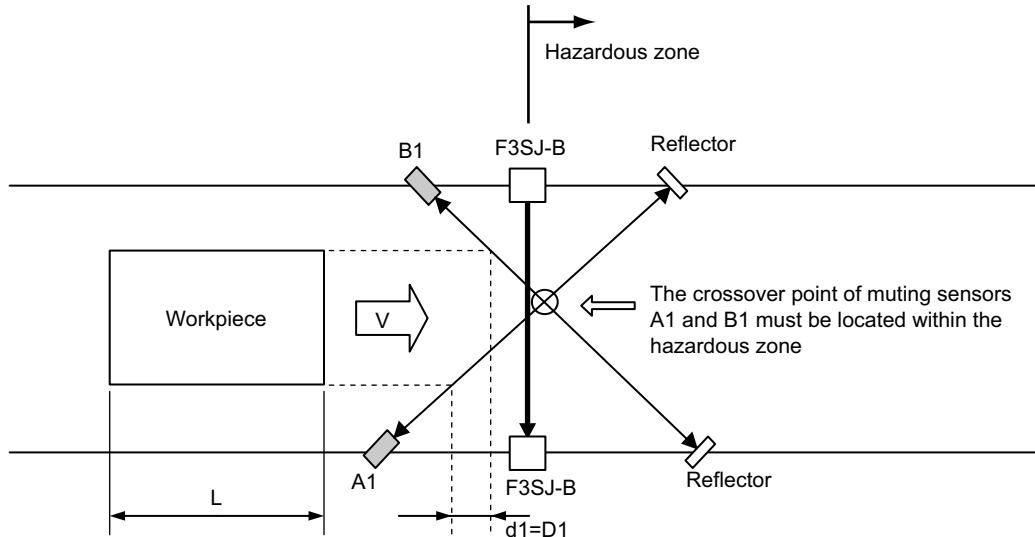 Hazardous zone
B1
F3SJ-B
Reflector
Workpiece
V
The crossover point of muting sensors
A1 and B1 must be located within the
hazardous zone
A1
F3SJ-B
Reflector
L
d1=D1